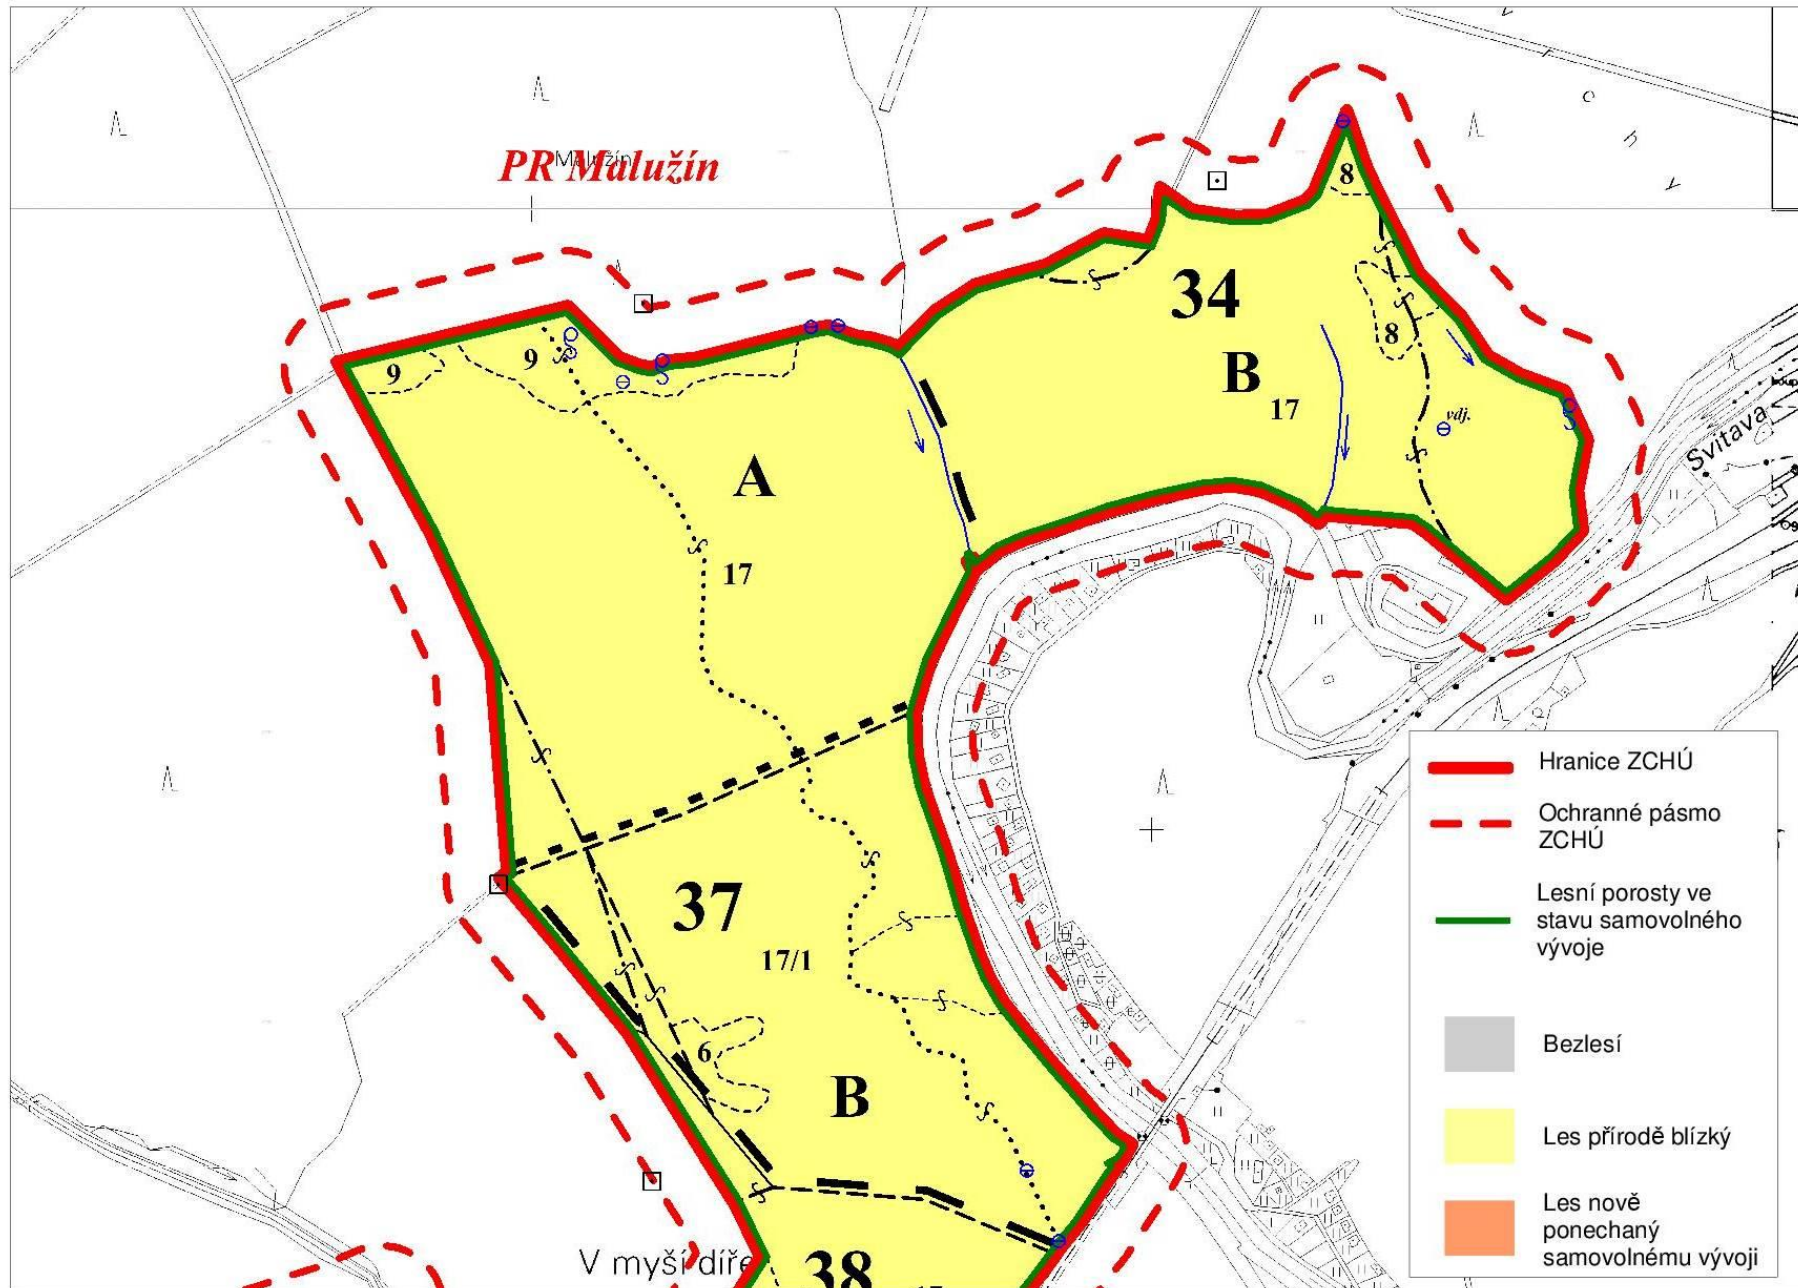 PR Malužín
Malužín
8
34
9
9
8
B
17
vdj.
Svitava
A
17
37
17/1
6
B
V myší díře
38
Hranice ZCHÚ
Ochranné pásmo
ZCHÚ
Lesní porosty ve
stavu samovolného
vývoje
Bezlesí
Les přírodě blízký
Les nově
ponechaný
samovolnému vývoji